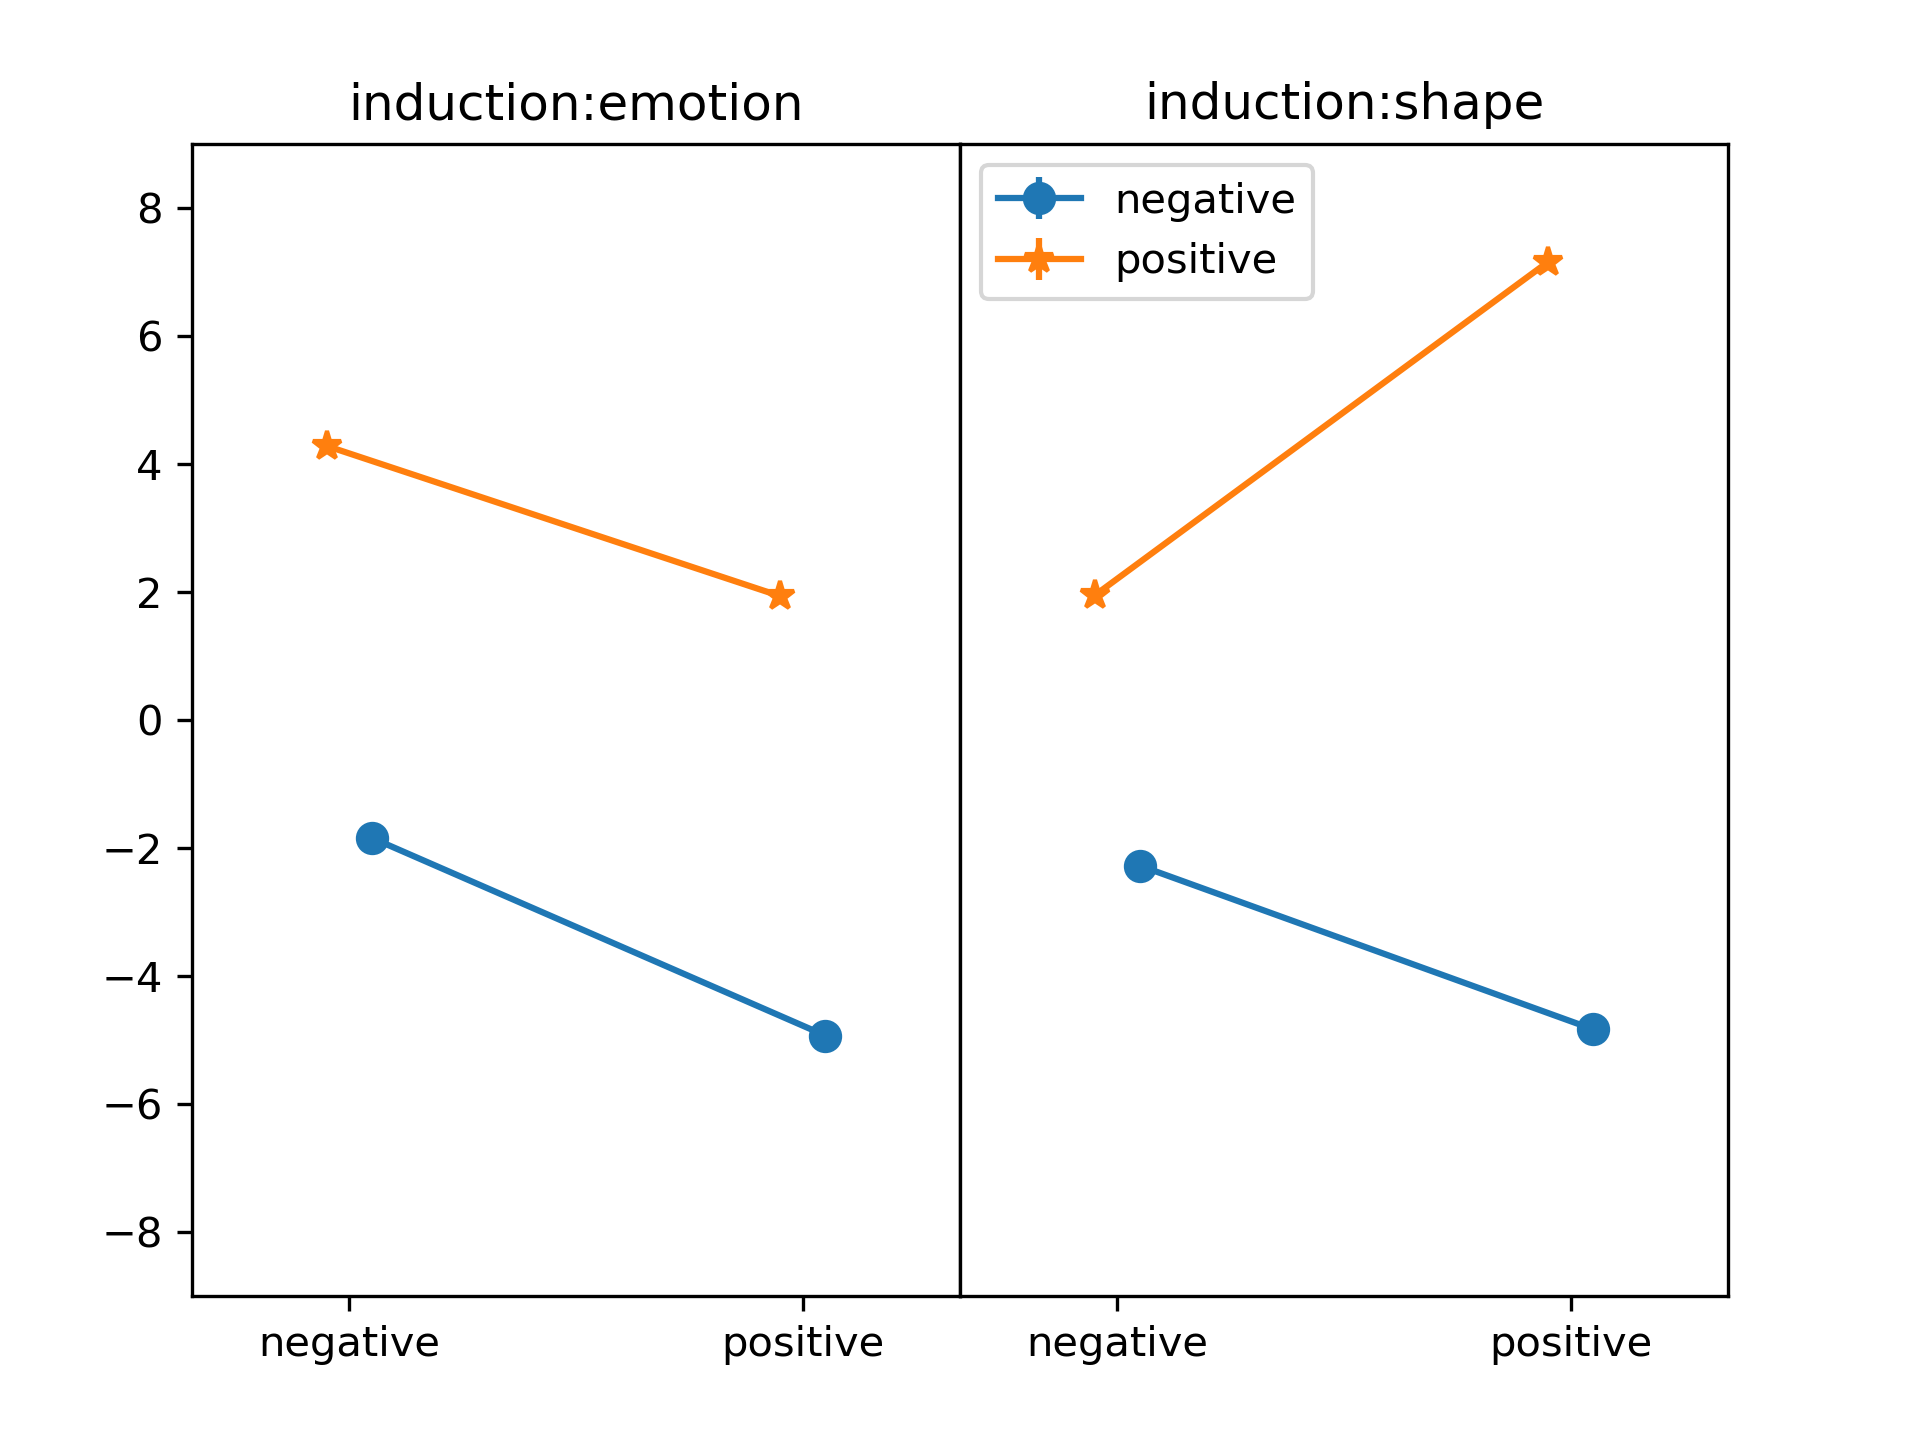 induction:emotion
induction:shape
negative
positive
8
6
4
2
0
−2
−4
−6
−8
negative
positive
negative
positive